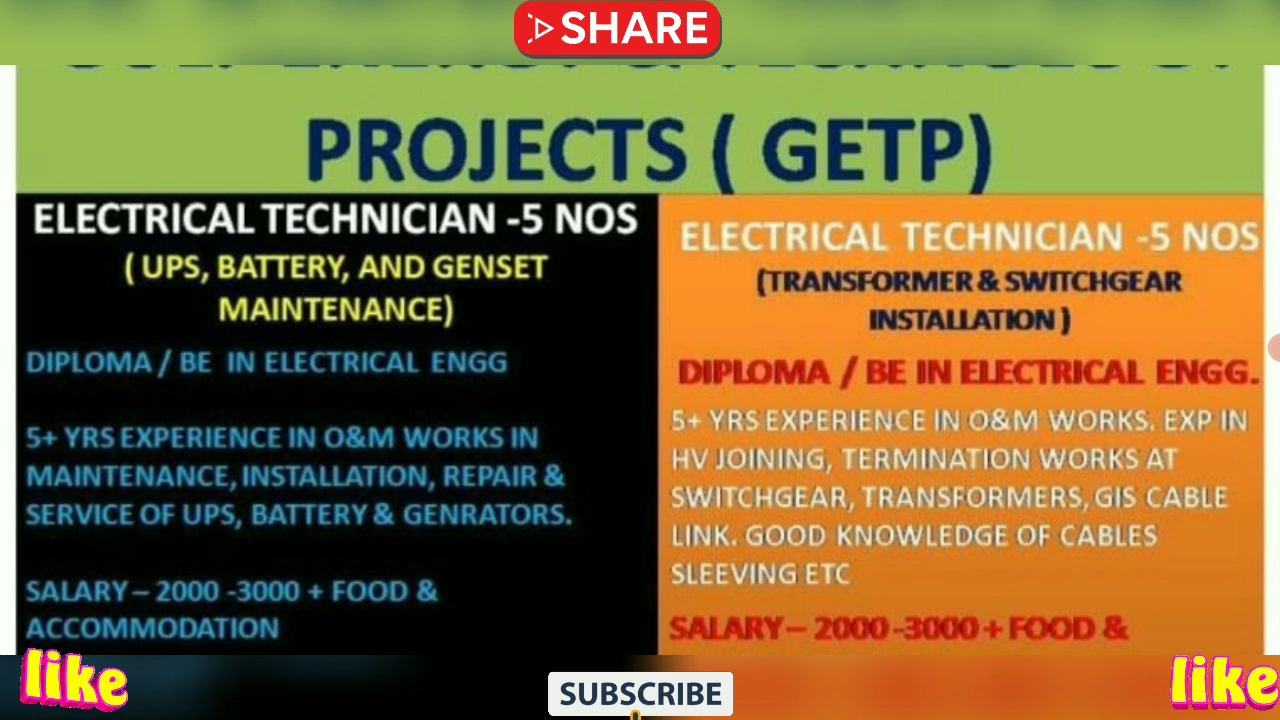 SHARE
PROJECTS ( GETP)
ELECTRICAL TECHNICIAN -5 NOS
( UPS, BATTERY, AND GENSET
MAINTENANCE)
DIPLOMA / BE IN ELECTRICAL ENGG
5+ YRS EXPERIENCE IN O&M WORKS IN
MAINTENANCE, INSTALLATION, REPAIR &
SERVICE OF UPS, BATTERY & GENRATORS.
SALARY – 2000 -3000 + FOOD &
ACCOMMODATION
ELECTRICAL TECHNICIAN -5 NOS
(TRANSFORMER & SWITCHGEAR
INSTALLATION )
DIPLOMA / BE IN ELECTRICAL ENGG.
5+ YRS EXPERIENCE IN O&M WORKS. EXP IN
HV JOINING, TERMINATION WORKS AT
SWITCHGEAR, TRANSFORMERS, GIS CABLE
LINK. GOOD KNOWLEDGE OF CABLES
SLEEVING ETC
SALARY – 2000 -3000 + FOOD &
like
SUBSCRIBE
like